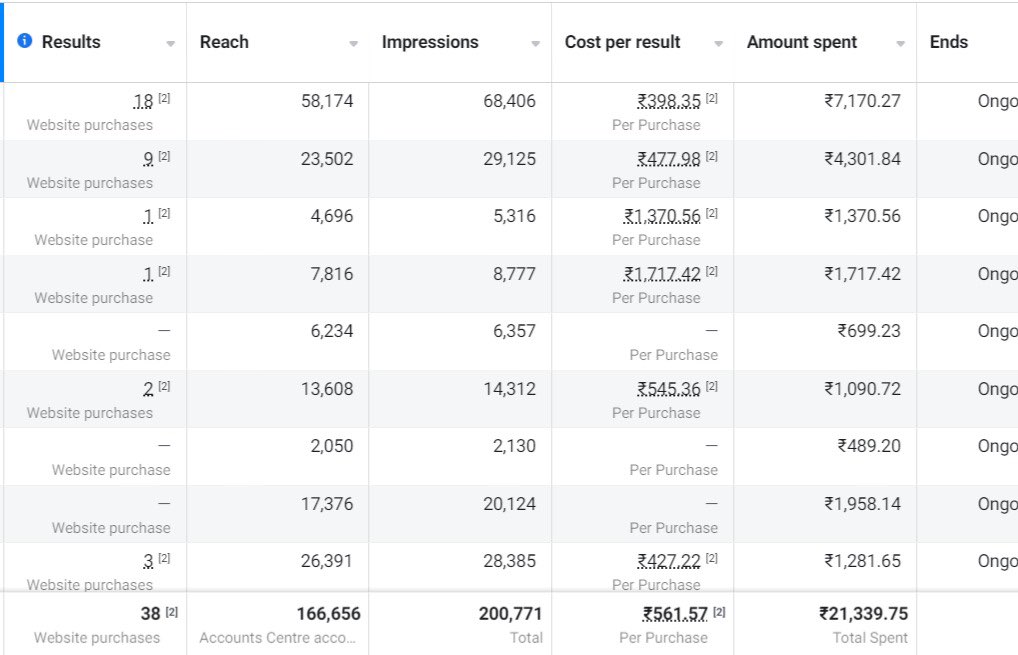 Results Reach Impressions Cost per result Amount spent Ends
18 [2] 58,174 68,406 ₹398.35 [2] ₹7,170.27 Ongo
Website purchases Per Purchase
9 [2] 23,502 29,125 ₹477.98 [2] ₹4,301.84 Ongo
Website purchases Per Purchase
1 [2] 4,696 5,316 ₹1,370.56 [2] ₹1,370.56 Ongo
Website purchase Per Purchase
1 [2] 7,816 8,777 ₹1,717.42 [2] ₹1,717.42 Ongo
Website purchase Per Purchase
— 6,234 6,357 — ₹699.23 Ongo
Website purchase Per Purchase
2 [2] 13,608 14,312 ₹545.36 [2] ₹1,090.72 Ongo
Website purchases Per Purchase
— 2,050 2,130 — ₹489.20 Ongo
Website purchase Per Purchase
— 17,376 20,124 — ₹1,958.14 Ongo
Website purchase Per Purchase
3 [2] 26,391 28,385 ₹427.22 [2] ₹1,281.65 Ongo
Website purchases Per Purchase
38 [2] 166,656 200,771 ₹561.57 [2] ₹21,339.75
Website purchases Accounts Centre acco... Total Per Purchase Total Spent